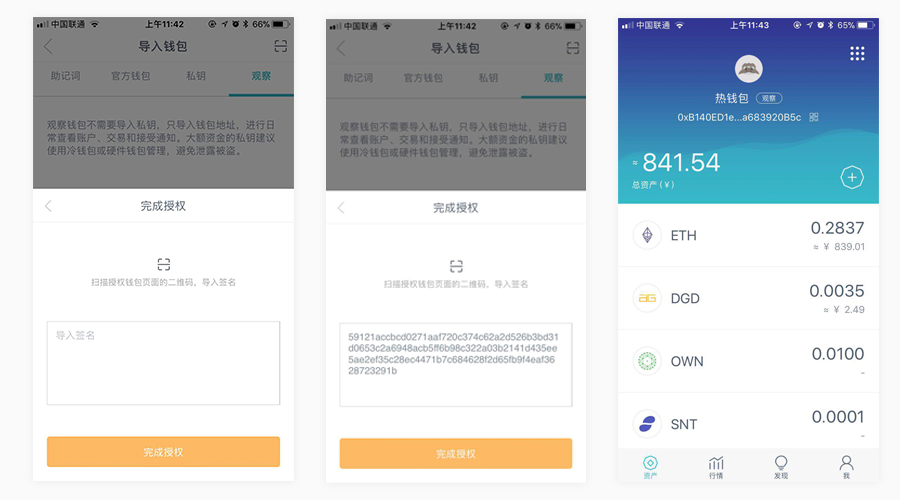 中国联通
上午11:42
66%
导入钱包
助记词
官方钱包
私钥
观察
观察钱包不需要导入私钥，只导入钱包地址，进行日
常查看账户、交易和接受通知。大额资金的私钥建议
使用冷钱包或硬件钱包管理，避免泄露被盗。
完成授权
扫描授权钱包页面的二维码，导入签名
导入签名
完成授权
中国联通
上午11:42
66%
导入钱包
助记词
官方钱包
私钥
观察
观察钱包不需要导入私钥，只导入钱包地址，进行日
常查看账户、交易和接受通知。大额资金的私钥建议
使用冷钱包或硬件钱包管理，避免泄露被盗。
完成授权
扫描授权钱包页面的二维码，导入签名
59121accbcd0271aaf720c374c62a2d526b3bd31
d0653c2a6948acb5ff6b98c322a03b2141d435ee
5ae2ef35c28ec4471b7c684628f2d65fb9f4eaf36
28723291b
完成授权
中国联通
上午11:43
65%
热钱包 观察
0xB140ED1e...a683920B5c
≈ 841.54
总资产 (¥)
ETH
0.2837
≈ ¥ 839.01
DGD
0.0035
≈ ¥ 2.49
OWN
0.0100
-
SNT
0.0001
-
资产
行情
发现
我